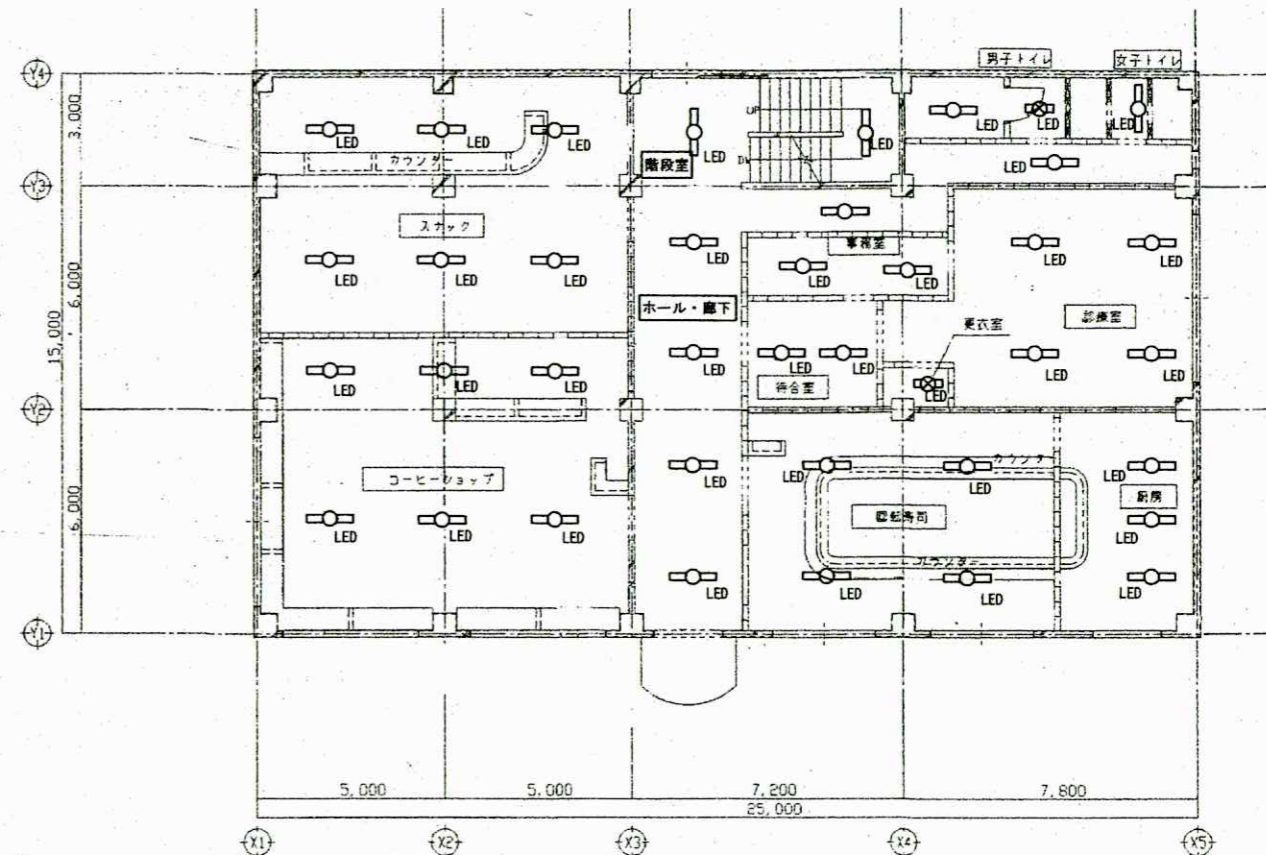 男子トイレ
女子トイレ
Y4
LED
LED
LED
UP
LED
LED
LED
LED
LED
カウンター
階段室
DN
LED
3,000
Y3
スナック
事務室
LED
LED
LED
LED
LED
LED
LED
LED
LED
6,000
15,000
ホール・廊下
診療室
更衣室
LED
LED
LED
LED
LED
LED
LED
LED
待合室
LED
Y2
コーヒーショップ
カウンター
LED
LED
LED
LED
厨房
回転寿司
LED
LED
LED
LED
6,000
カウンター
LED
LED
LED
LED
Y1
5,000
5,000
7,200
7,800
25,000
X1
X2
X3
X4
X5